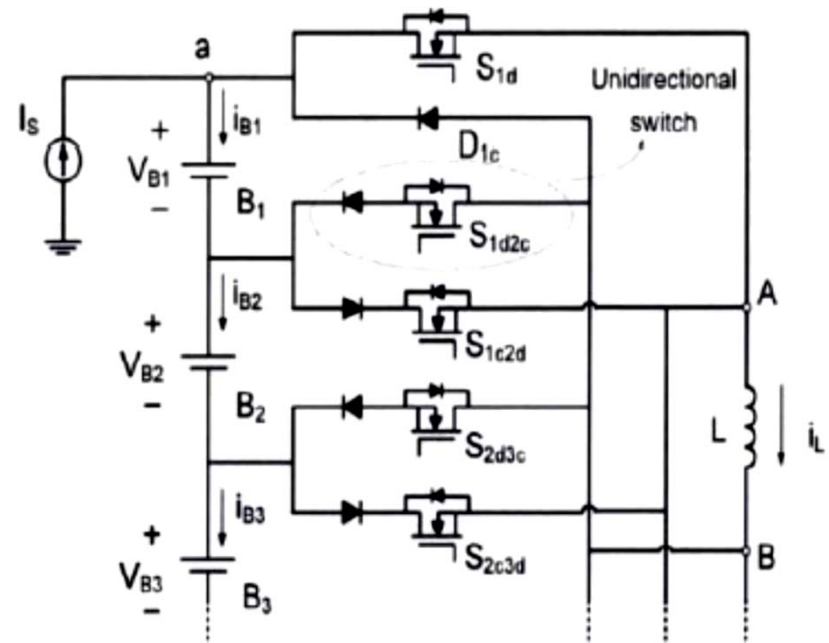 S1d
a
Unidirectional
switch
IS
iB1
+
VB1
−
D1c
B1
S1d2c
iB2
A
+
VB2
−
S1c2d
B2
L
iL
S2d3c
iB3
+
VB3
−
S2c3d
B
B3